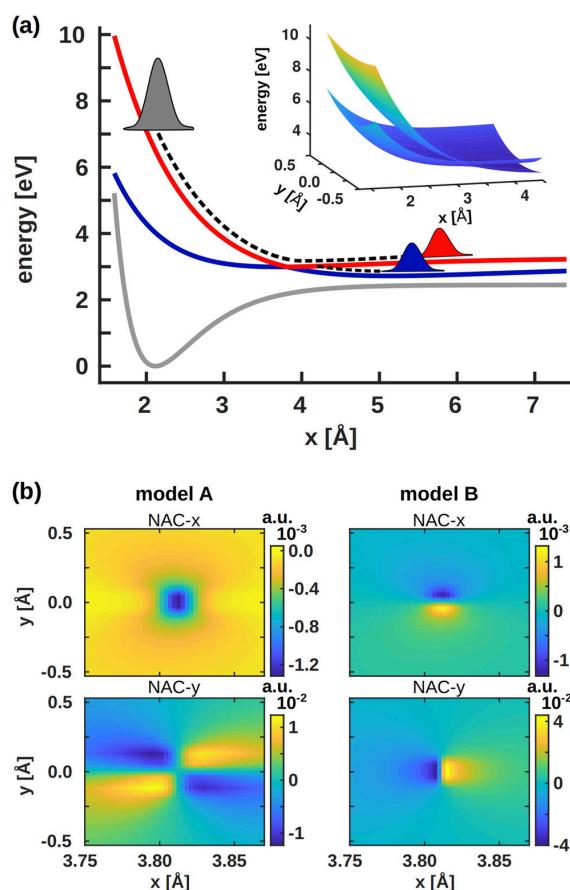 (a)
10
8
6
4
2
0
energy [eV]
2
3
4
5
6
7
x [Å]
10
8
6
4
energy [eV]
0.5
0.0
-0.5
y [Å]
2
3
4
x [Å]
(b)
model A
model B
NAC-x
a.u.
10-3
0.5
0.0
-0.5
y [Å]
0.0
-0.4
-0.8
-1.2
NAC-x
a.u.
10-3
1
0
-1
NAC-y
a.u.
10-2
0.5
0.0
-0.5
y [Å]
1
0
-1
3.75
3.80
3.85
x [Å]
NAC-y
a.u.
10-2
4
0
-4
3.80
3.85
x [Å]